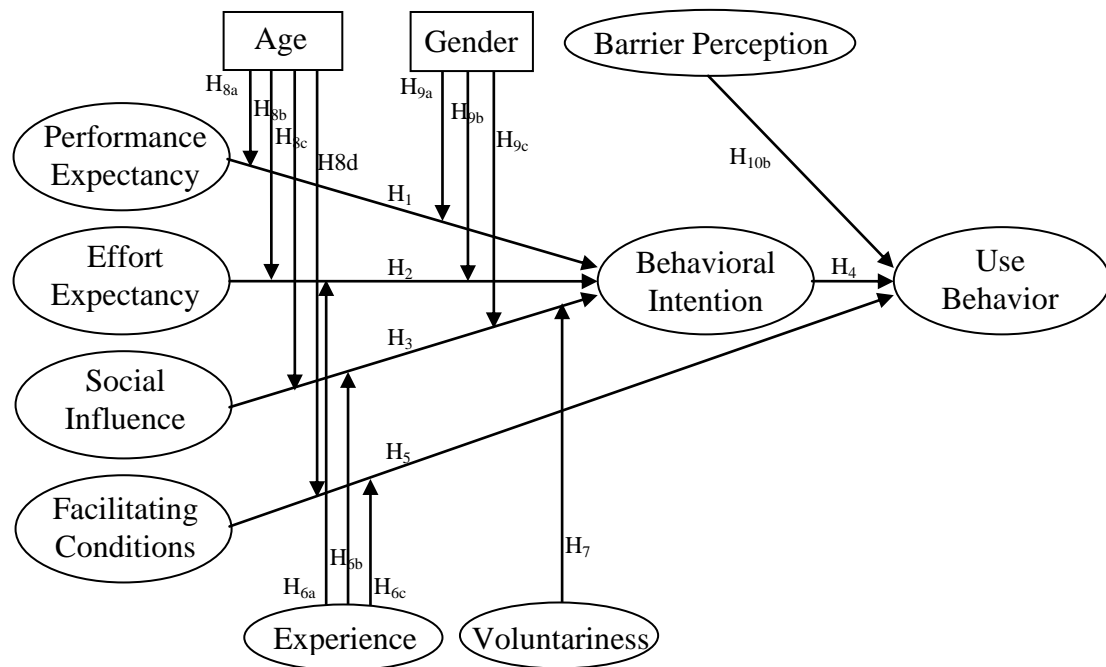 Age
Gender
Barrier Perception
H8a
H8b
H8c
H8d
H9a
H9b
H9c
H10b
Performance
Expectancy
H1
Effort
Expectancy
H2
Behavioral
Intention
H4
Use
Behavior
Social
Influence
H3
Facilitating
Conditions
H5
H6a
H6b
H6c
H7
Experience
Voluntariness